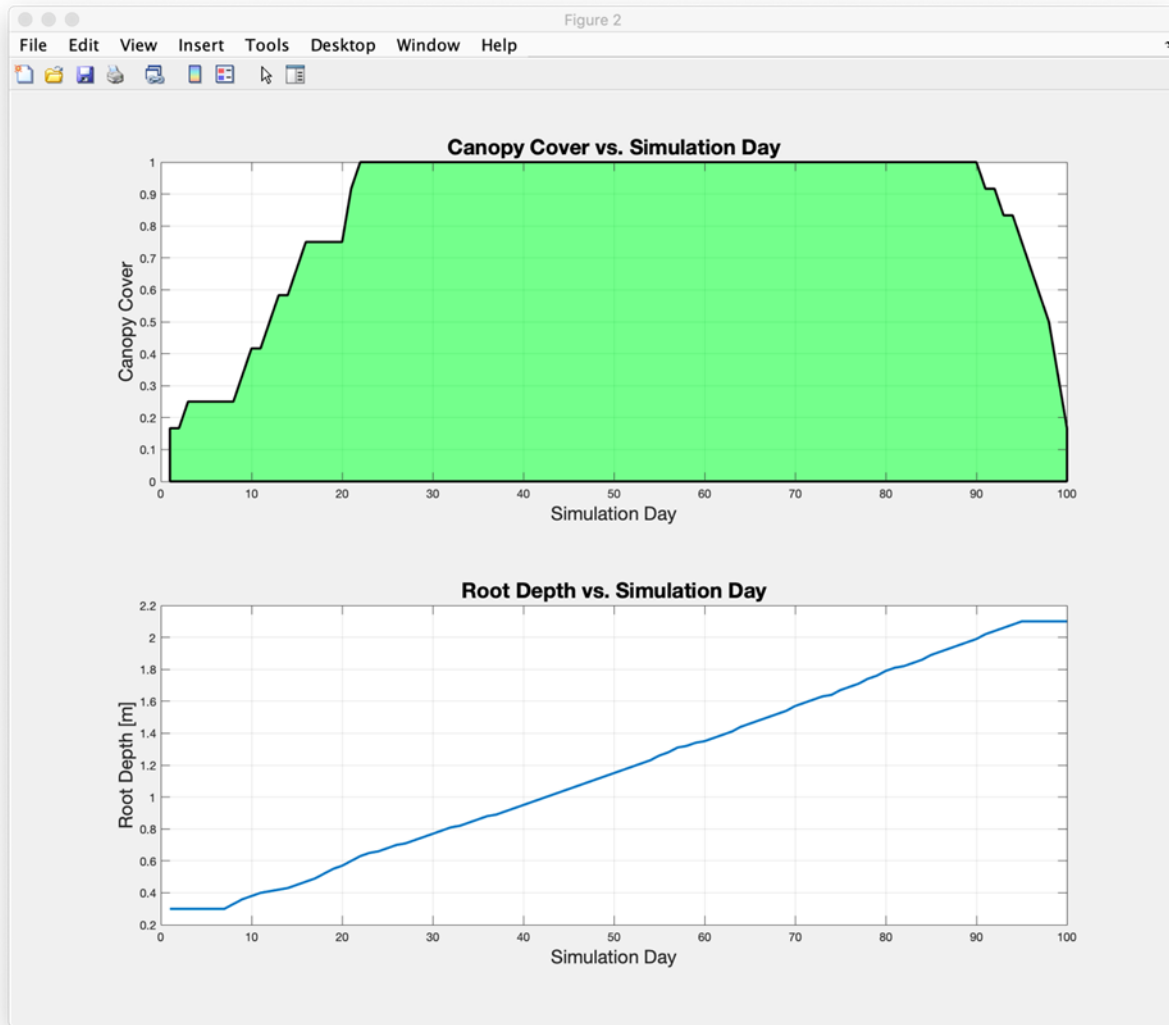 Figure 2
File Edit View Insert Tools Desktop Window Help
Canopy Cover vs. Simulation Day
Canopy Cover
1
0.9
0.8
0.7
0.6
0.5
0.4
0.3
0.2
0.1
0
0 10 20 30 40 50 60 70 80 90 100
Simulation Day
Root Depth vs. Simulation Day
Root Depth [m]
2.2
2
1.8
1.6
1.4
1.2
1
0.8
0.6
0.4
0.2
0 10 20 30 40 50 60 70 80 90 100
Simulation Day